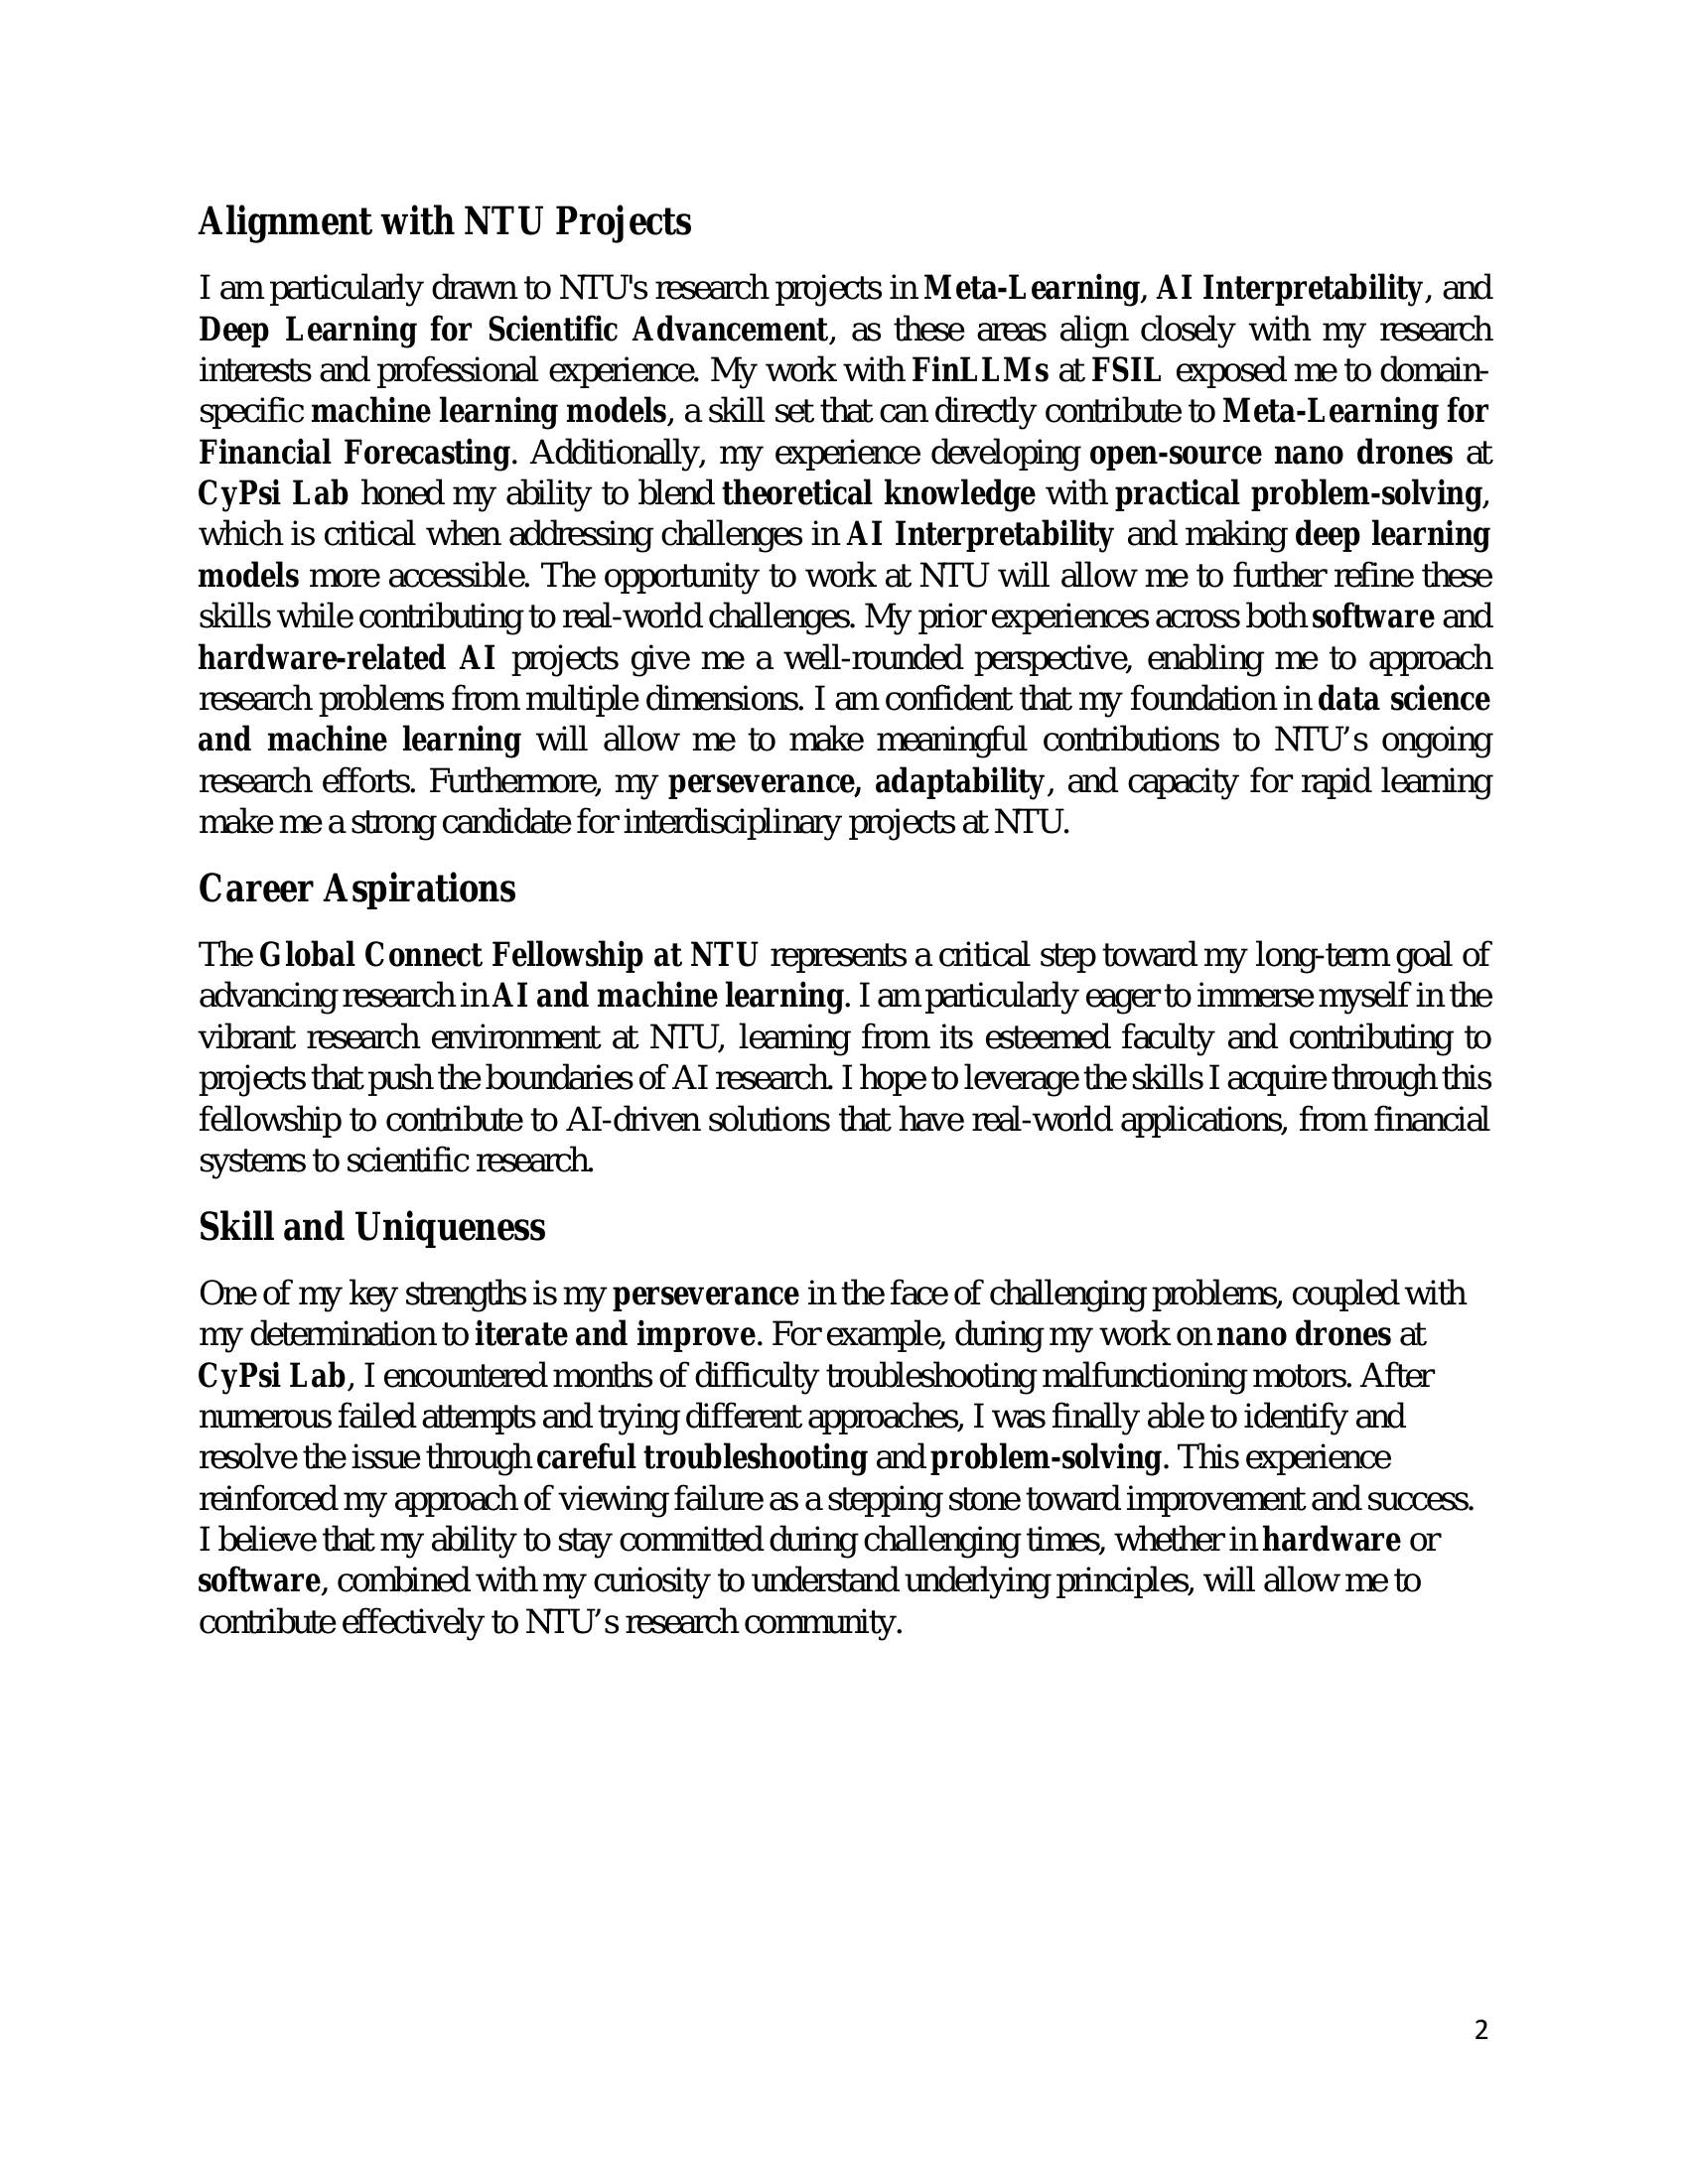 Alignment with NTU Projects
I am particularly drawn to NTU's research projects in Meta-Learning, AI Interpretability, and
Deep Learning for Scientific Advancement, as these areas align closely with my research
interests and professional experience. My work with FinLLMs at FSIL exposed me to domain-
specific machine learning models, a skill set that can directly contribute to Meta-Learning for
Financial Forecasting. Additionally, my experience developing open-source nano drones at
CyPsi Lab honed my ability to blend theoretical knowledge with practical problem-solving,
which is critical when addressing challenges in AI Interpretability and making deep learning
models more accessible. The opportunity to work at NTU will allow me to further refine these
skills while contributing to real-world challenges. My prior experiences across both software and
hardware-related AI projects give me a well-rounded perspective, enabling me to approach
research problems from multiple dimensions. I am confident that my foundation in data science
and machine learning will allow me to make meaningful contributions to NTU’s ongoing
research efforts. Furthermore, my perseverance, adaptability, and capacity for rapid learning
make me a strong candidate for interdisciplinary projects at NTU.
Career Aspirations
The Global Connect Fellowship at NTU represents a critical step toward my long-term goal of
advancing research in AI and machine learning. I am particularly eager to immerse myself in the
vibrant research environment at NTU, learning from its esteemed faculty and contributing to
projects that push the boundaries of AI research. I hope to leverage the skills I acquire through this
fellowship to contribute to AI-driven solutions that have real-world applications, from financial
systems to scientific research.
Skill and Uniqueness
One of my key strengths is my perseverance in the face of challenging problems, coupled with
my determination to iterate and improve. For example, during my work on nano drones at
CyPsi Lab, I encountered months of difficulty troubleshooting malfunctioning motors. After
numerous failed attempts and trying different approaches, I was finally able to identify and
resolve the issue through careful troubleshooting and problem-solving. This experience
reinforced my approach of viewing failure as a stepping stone toward improvement and success.
I believe that my ability to stay committed during challenging times, whether in hardware or
software, combined with my curiosity to understand underlying principles, will allow me to
contribute effectively to NTU’s research community.
2